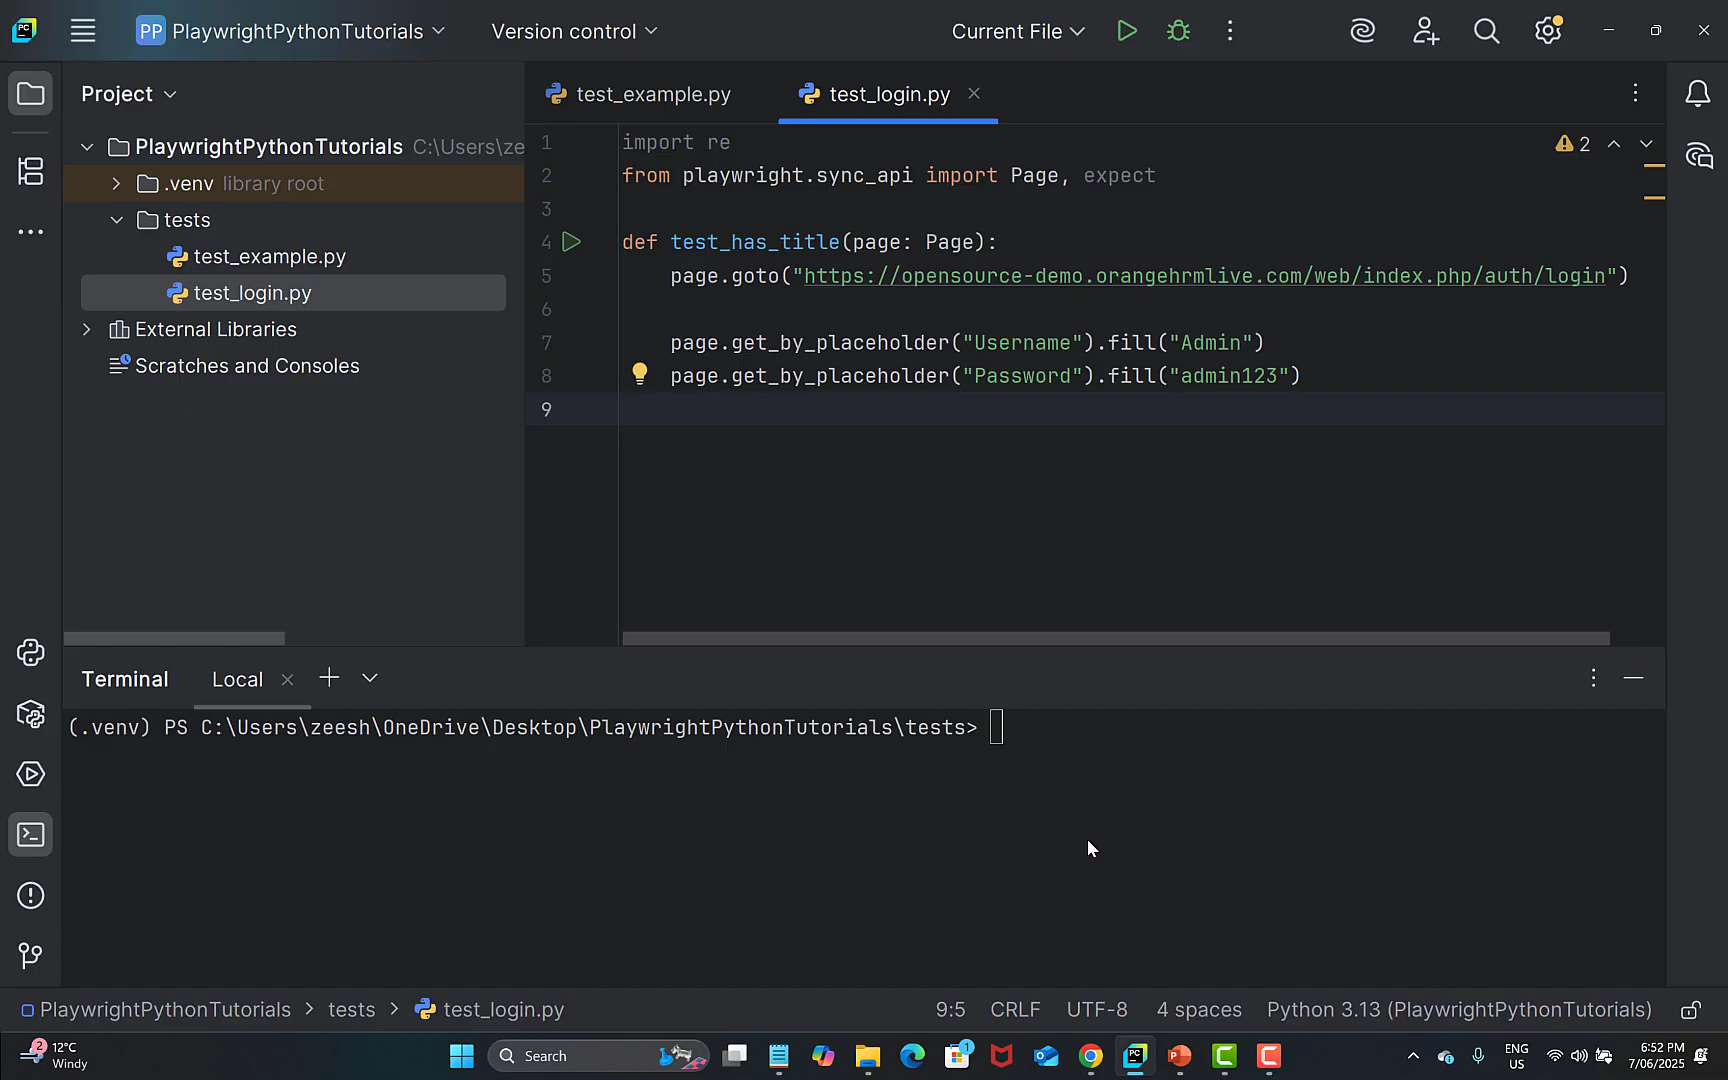 PC
PP PlaywrightPythonTutorials
Version control
Current File
Project
test_example.py
test_login.py
PlaywrightPythonTutorials C:\Users\ze
.venv library root
tests
test_example.py
test_login.py
External Libraries
Scratches and Consoles
2
1 import re
2 from playwright.sync_api import Page, expect
3
4 def test_has_title(page: Page):
5 page.goto("https://opensource-demo.orangehrmlive.com/web/index.php/auth/login")
6
7 page.get_by_placeholder("Username").fill("Admin")
8 page.get_by_placeholder("Password").fill("admin123")
9
Terminal
Local
(.venv) PS C:\Users\zeesh\OneDrive\Desktop\PlaywrightPythonTutorials\tests>
PlaywrightPythonTutorials > tests > test_login.py
9:5
CRLF
UTF-8
4 spaces
Python 3.13 (PlaywrightPythonTutorials)
2
12°C
Windy
Search
1
PC
ENG
US
6:52 PM
7/06/2025